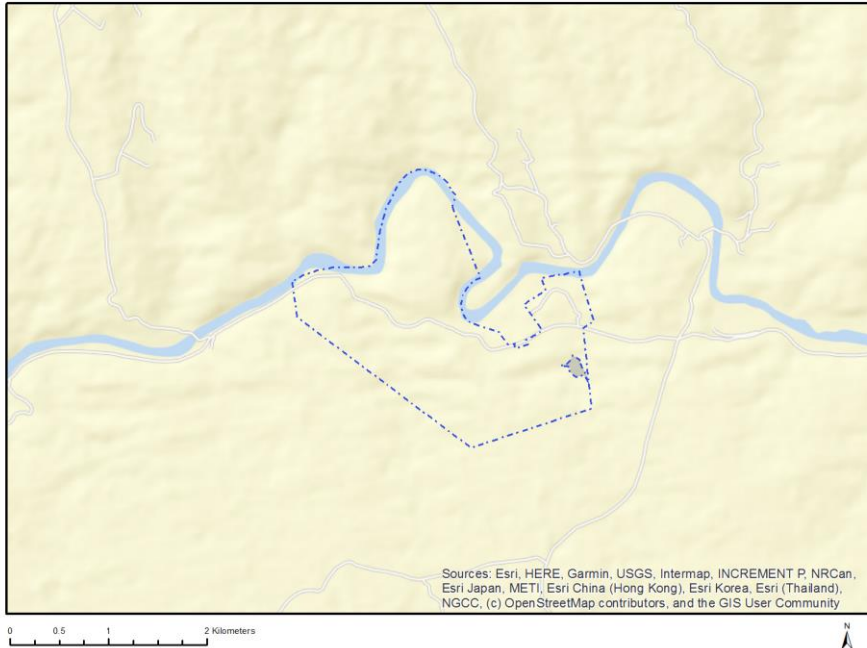 Sources: Esri, HERE, Garmin, USGS, Intermap, INCREMENT P, NRCan,
Esri Japan, METI, Esri China (Hong Kong), Esri Korea, Esri (Thailand),
NGCC, (c) OpenStreetMap contributors, and the GIS User Community
0 0.5 1 2 Kilometers
N